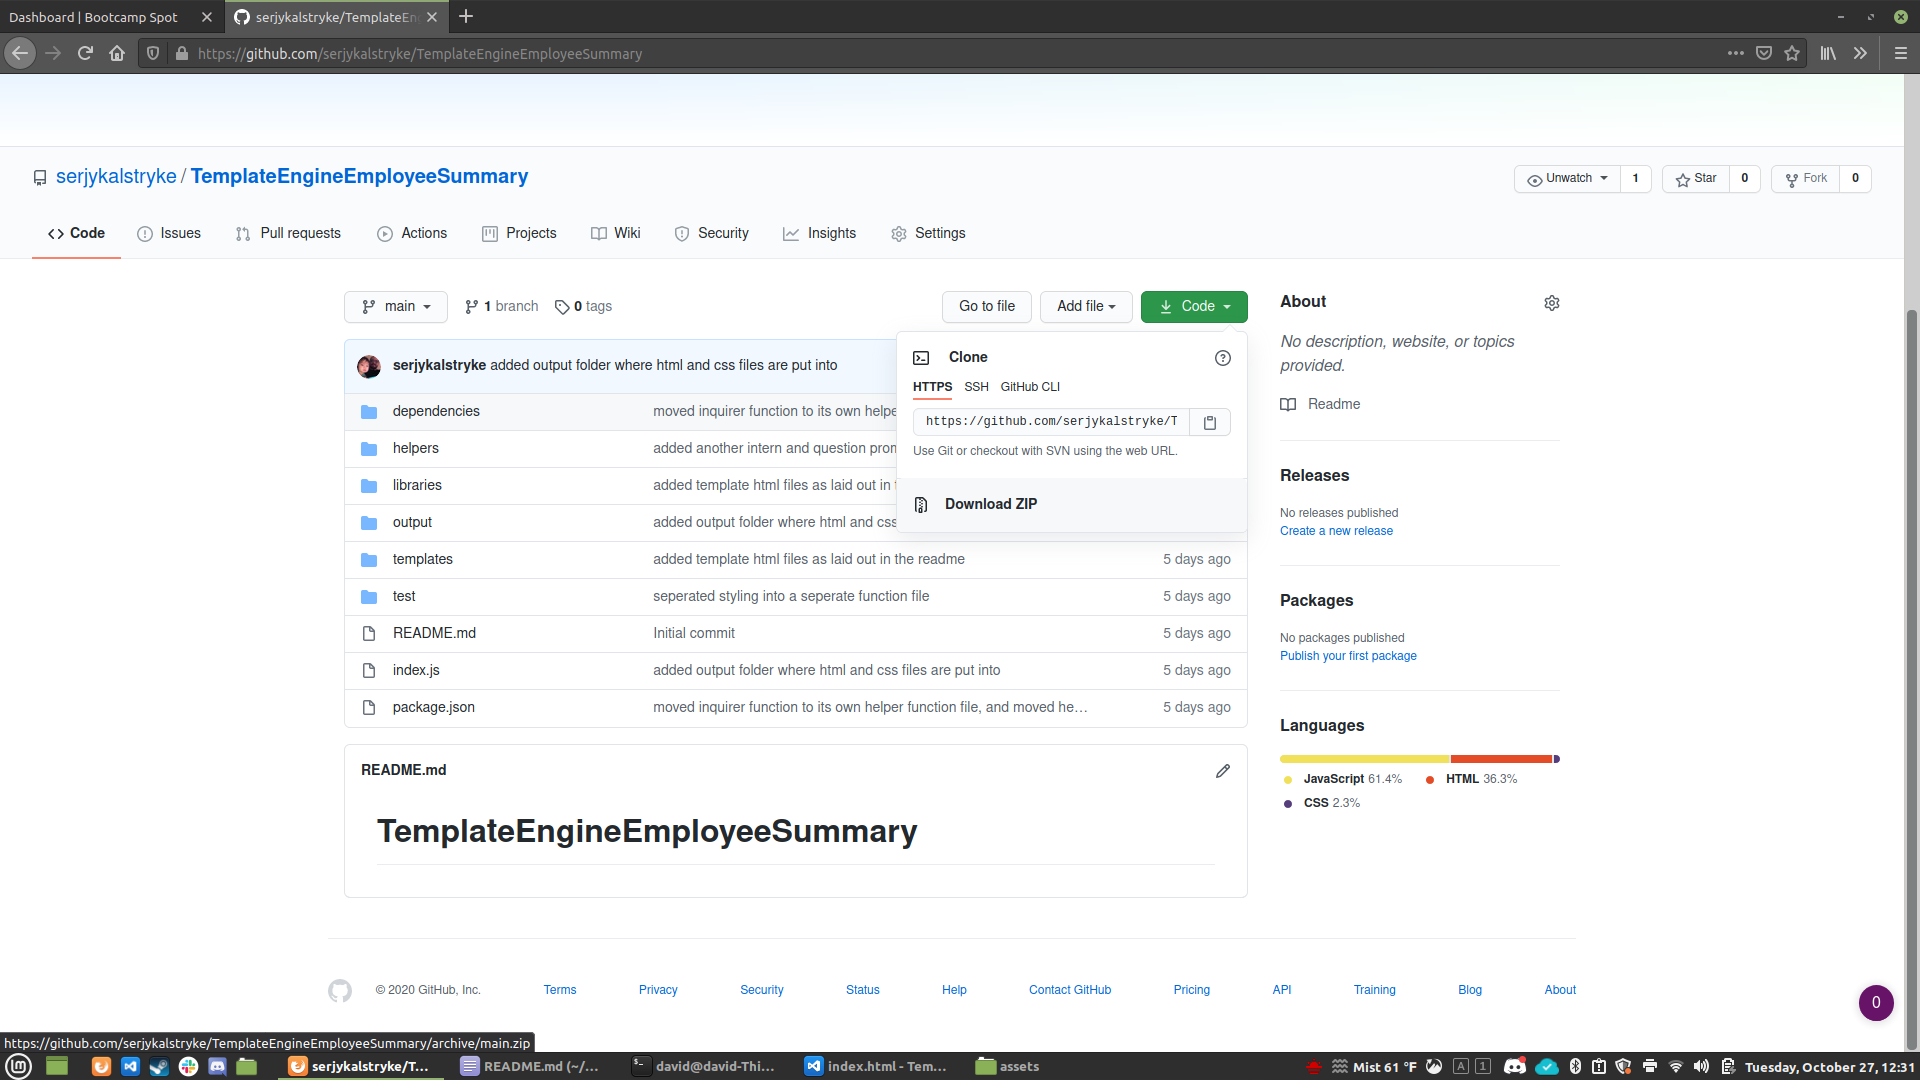 Dashboard | Bootcamp Spot
serjykalstryke/TemplateEn
https://github.com/serjykalstryke/TemplateEngineEmployeeSummary
serjykalstryke / TemplateEngineEmployeeSummary
Unwatch 1
Star 0
Fork 0
Code
Issues
Pull requests
Actions
Projects
Wiki
Security
Insights
Settings
main
1 branch
0 tags
Go to file
Add file
Code
serjykalstryke added output folder where html and css files are put into
Clone
HTTPS SSH GitHub CLI
https://github.com/serjykalstryke/T
Use Git or checkout with SVN using the web URL.
Download ZIP
dependencies moved inquirer function to its own helpe
helpers added another intern and question pron
libraries added template html files as laid out in
output added output folder where html and css
templates added template html files as laid out in the readme 5 days ago
test seperated styling into a seperate function file 5 days ago
README.md Initial commit 5 days ago
index.js added output folder where html and css files are put into 5 days ago
package.json moved inquirer function to its own helper function file, and moved he… 5 days ago
README.md
TemplateEngineEmployeeSummary
About
No description, website, or topics
provided.
Readme
Releases
No releases published
Create a new release
Packages
No packages published
Publish your first package
Languages
JavaScript 61.4% HTML 36.3%
CSS 2.3%
© 2020 GitHub, Inc. Terms Privacy Security Status Help Contact GitHub Pricing API Training Blog About
0
https://github.com/serjykalstryke/TemplateEngineEmployeeSummary/archive/main.zip
serjykalstryke/T...
README.md (~/...
david@david-Thi...
index.html - Tem...
assets
Mist 61 °F
A 1
Tuesday, October 27, 12:31